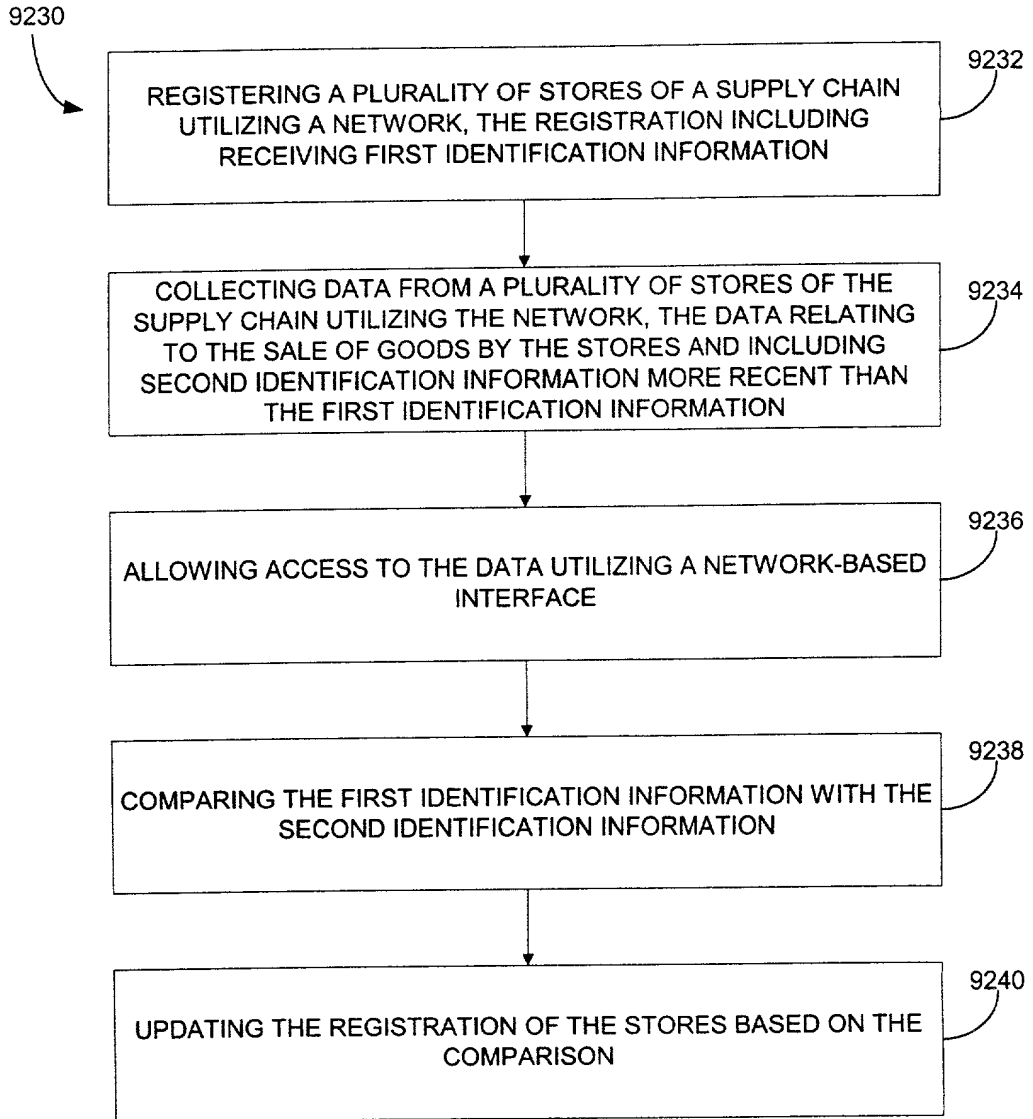 9230
REGISTERING A PLURALITY OF STORES OF A SUPPLY CHAIN
UTILIZING A NETWORK, THE REGISTRATION INCLUDING
RECEIVING FIRST IDENTIFICATION INFORMATION
9232
COLLECTING DATA FROM A PLURALITY OF STORES OF THE
SUPPLY CHAIN UTILIZING THE NETWORK, THE DATA RELATING
TO THE SALE OF GOODS BY THE STORES AND INCLUDING
SECOND IDENTIFICATION INFORMATION MORE RECENT THAN
THE FIRST IDENTIFICATION INFORMATION
9234
ALLOWING ACCESS TO THE DATA UTILIZING A NETWORK-BASED
INTERFACE
9236
COMPARING THE FIRST IDENTIFICATION INFORMATION WITH THE
SECOND IDENTIFICATION INFORMATION
9238
UPDATING THE REGISTRATION OF THE STORES BASED ON THE
COMPARISON
9240